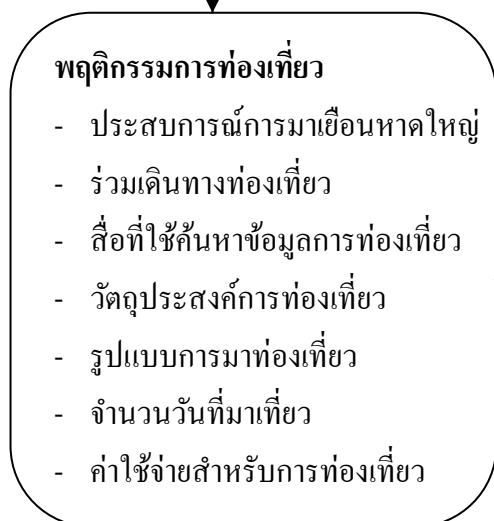 พฤติกรรมการท่องเที่ยว
- ประสบการณ์การมาเยือนหาดใหญ่
- ร่วมเดินทางท่องเที่ยว
- สื่อที่ใช้ค้นหาข้อมูลการท่องเที่ยว
- วัตถุประสงค์การท่องเที่ยว
- รูปแบบการมาท่องเที่ยว
- จำนวนวันที่มาเที่ยว
- ค่าใช้จ่ายสำหรับการท่องเที่ยว